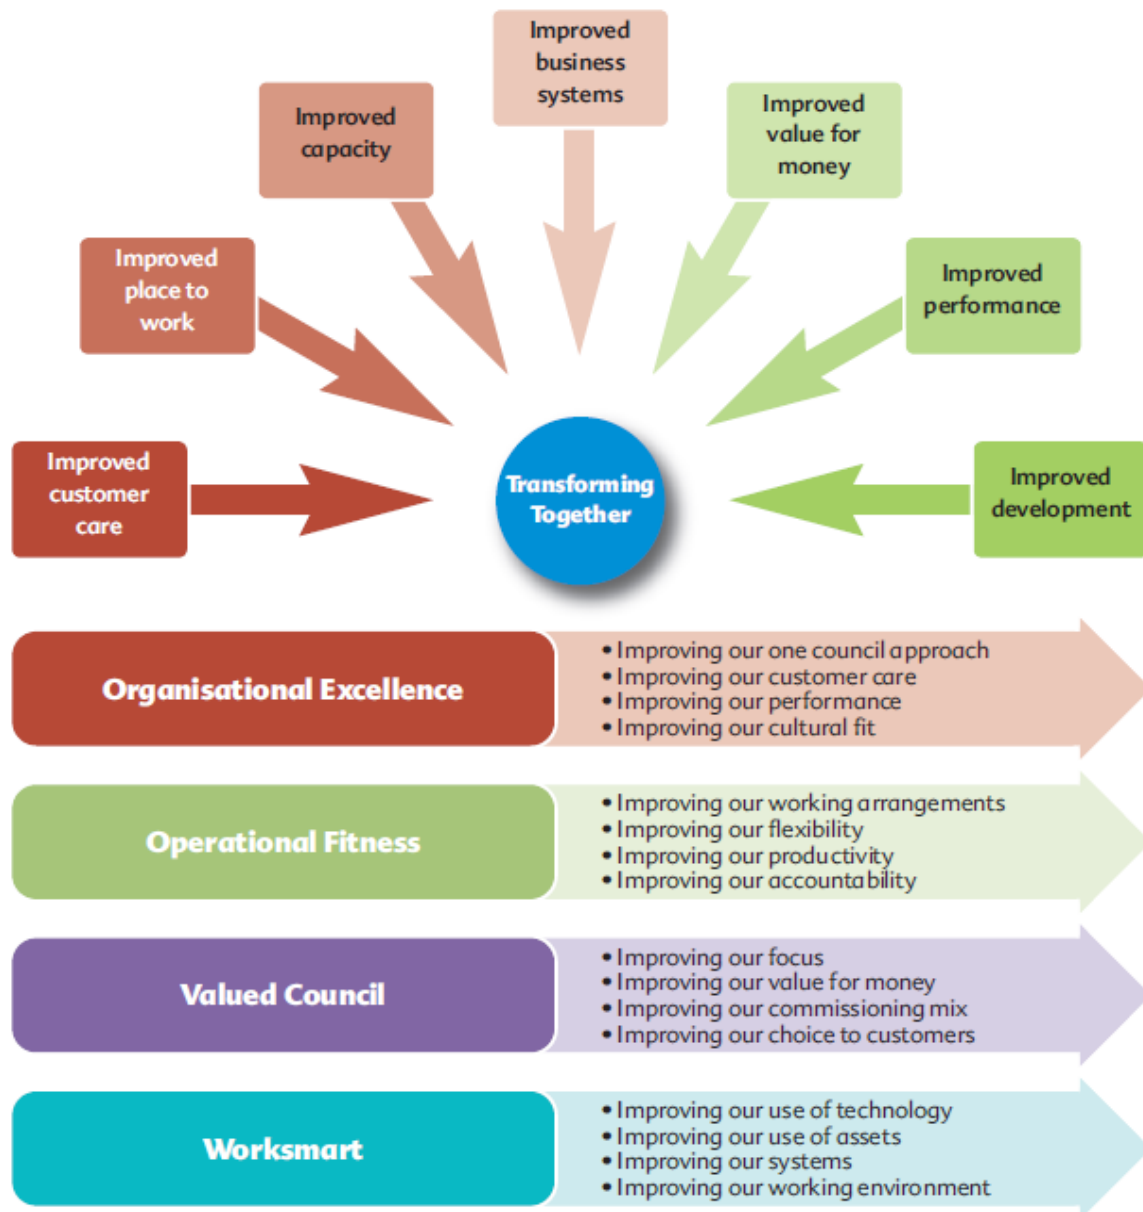 Improved
business
systems
Improved
capacity
Improved
value for
money
Improved
place to
work
Improved
performance
Improved
customer
care
Transforming
Together
Improved
development
Organisational Excellence
• Improving our one council approach
• Improving our customer care
• Improving our performance
• Improving our cultural fit
Operational Fitness
• Improving our working arrangements
• Improving our flexibility
• Improving our productivity
• Improving our accountability
Valued Council
• Improving our focus
• Improving our value for money
• Improving our commissioning mix
• Improving our choice to customers
Worksmart
• Improving our use of technology
• Improving our use of assets
• Improving our systems
• Improving our working environment